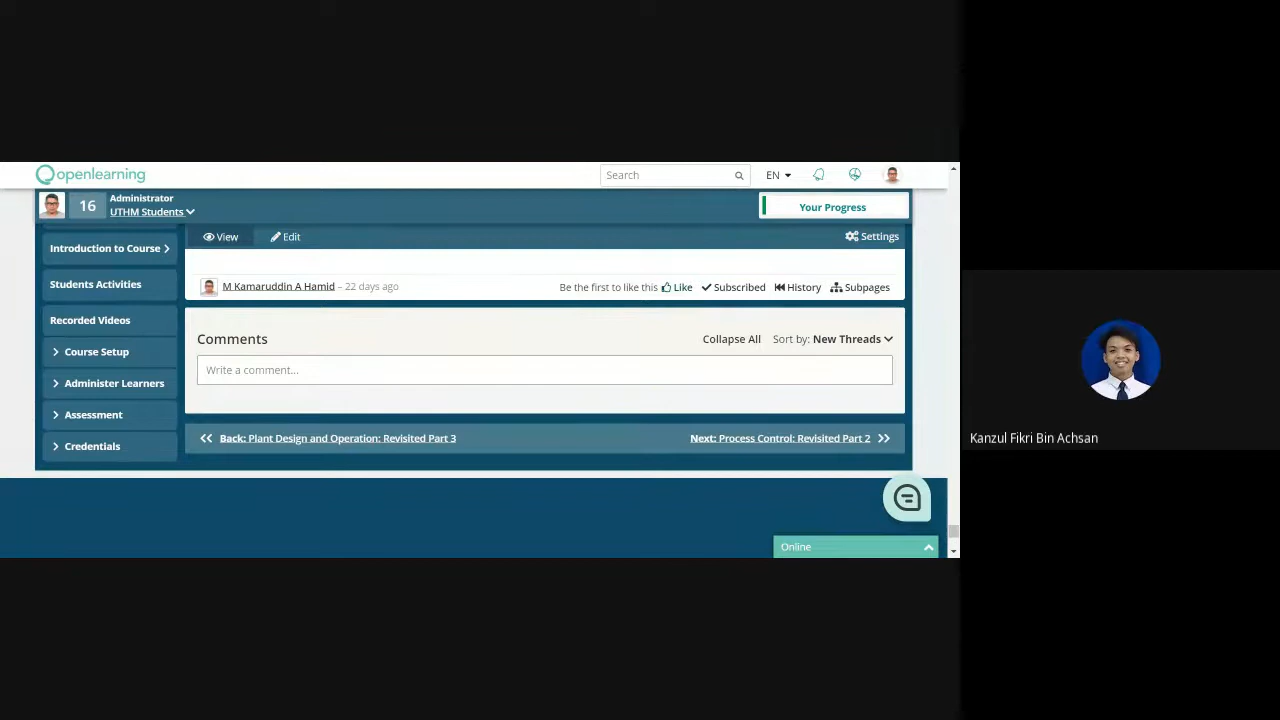 openlearning
Search
EN
16
Administrator
UTHM Students
Your Progress
Introduction to Course
View
Edit
Settings
Students Activities
M Kamaruddin A Hamid – 22 days ago
Be the first to like this Like Subscribed History Subpages
Recorded Videos
Comments
Collapse All Sort by: New Threads
Course Setup
Write a comment...
Administer Learners
Assessment
Credentials
Back: Plant Design and Operation: Revisited Part 3
Next: Process Control: Revisited Part 2
Online
Kanzul Fikri Bin Achsan